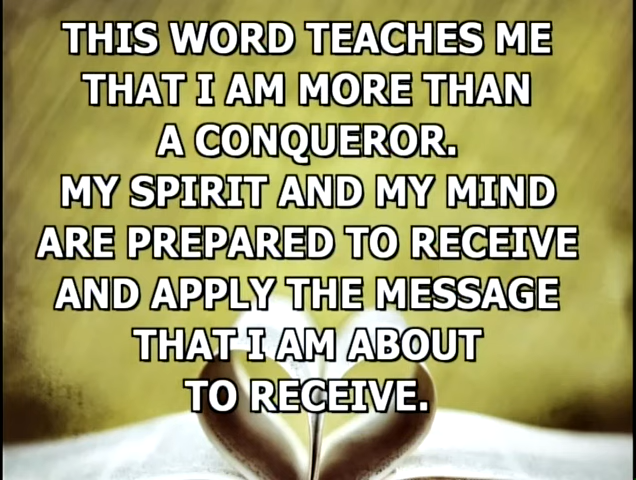 THIS WORD TEACHES ME
THAT I AM MORE THAN
A CONQUEROR.
MY SPIRIT AND MY MIND
ARE PREPARED TO RECEIVE
AND APPLY THE MESSAGE
THAT I AM ABOUT
TO RECEIVE.